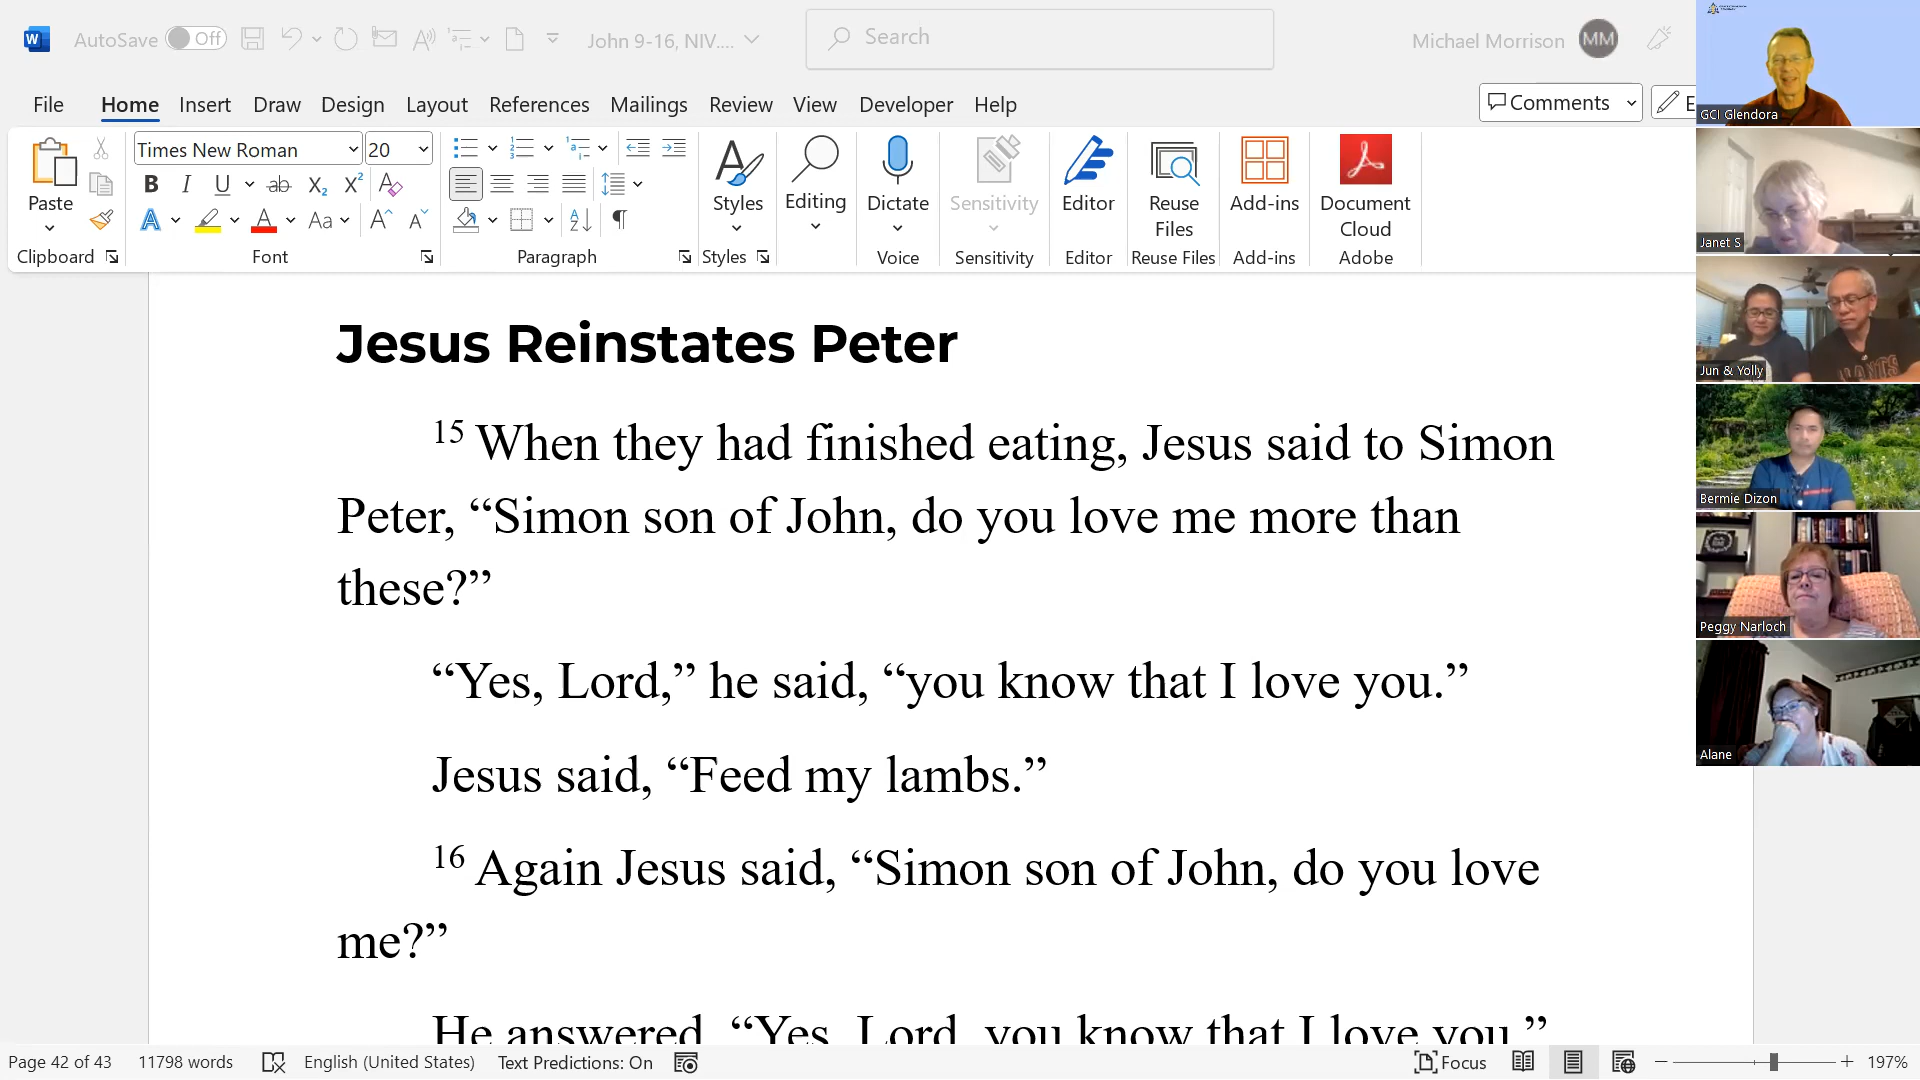 AutoSave Off
John 9-16, NIV....
Search
Michael Morrison MM
File Home Insert Draw Design Layout References Mailings Review View Developer Help
Comments E
GCI Glendora
Times New Roman 20
Paste
Styles Editing Dictate Sensitivity Editor Reuse Files Add-ins Document Cloud
Clipboard Font Paragraph Styles Voice Sensitivity Editor Reuse Files Add-ins Adobe
Janet S
Jun & Yolly
Bermie Dizon
Peggy Narloch
Alane
Jesus Reinstates Peter
15 When they had finished eating, Jesus said to Simon
Peter, “Simon son of John, do you love me more than
these?”
“Yes, Lord,” he said, “you know that I love you.”
Jesus said, “Feed my lambs.”
16 Again Jesus said, “Simon son of John, do you love
me?”
He answered, “Yes, Lord, you know that I love you.”
Page 42 of 43 11798 words English (United States) Text Predictions: On Focus 197%